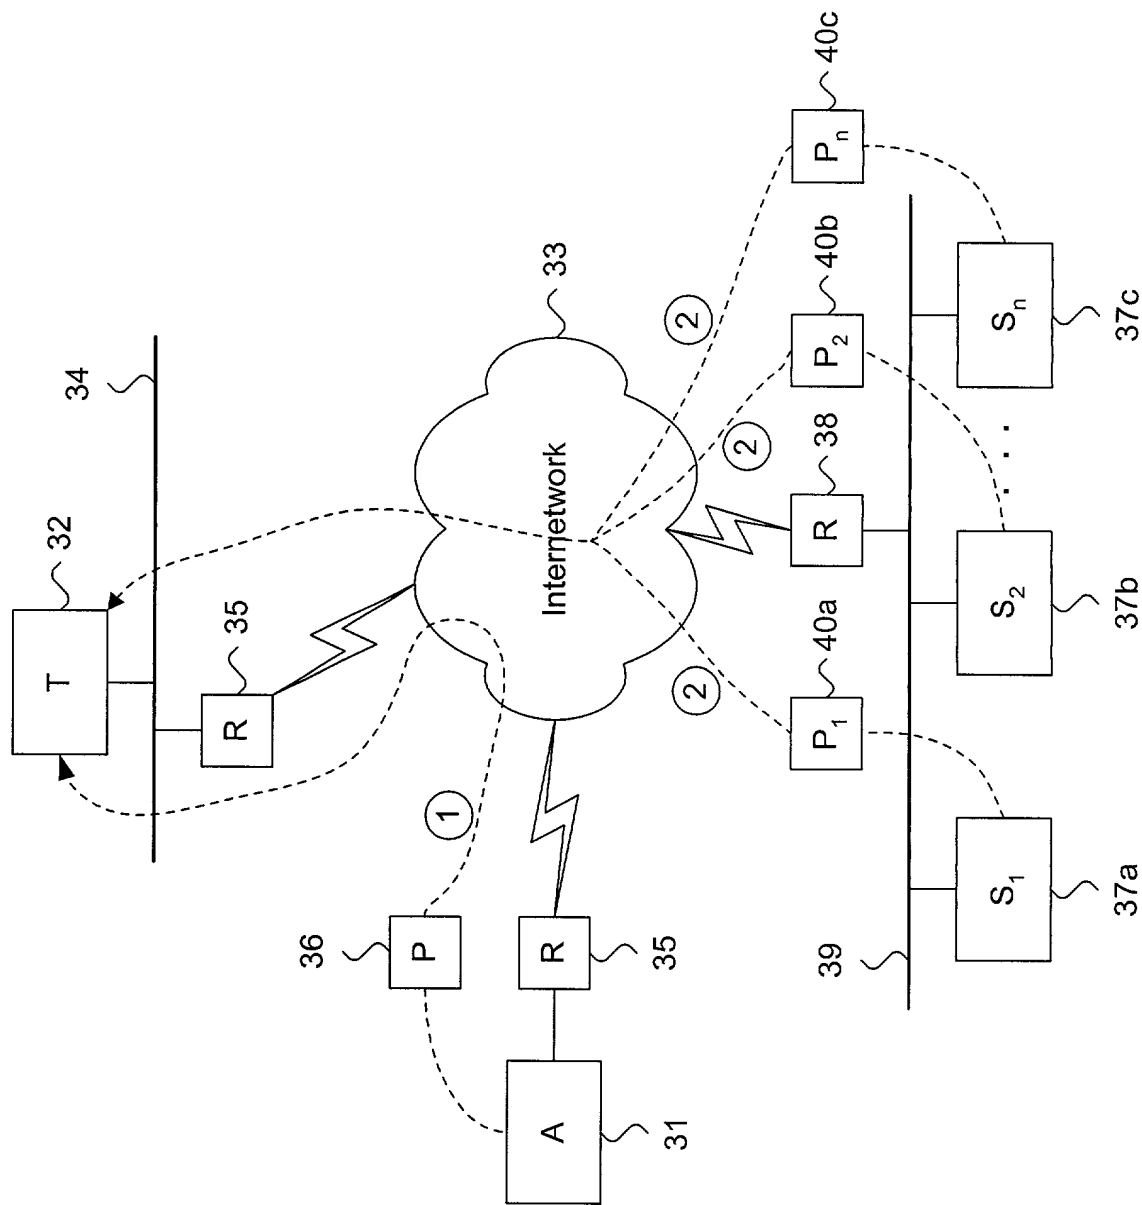 32
T
34
R
35
33
Internetwork
36
P
1
A
31
R
35
2
2
2
40a
P1
38
R
40b
P2
40c
Pn
39
S1
37a
S2
37b
. . .
Sn
37c